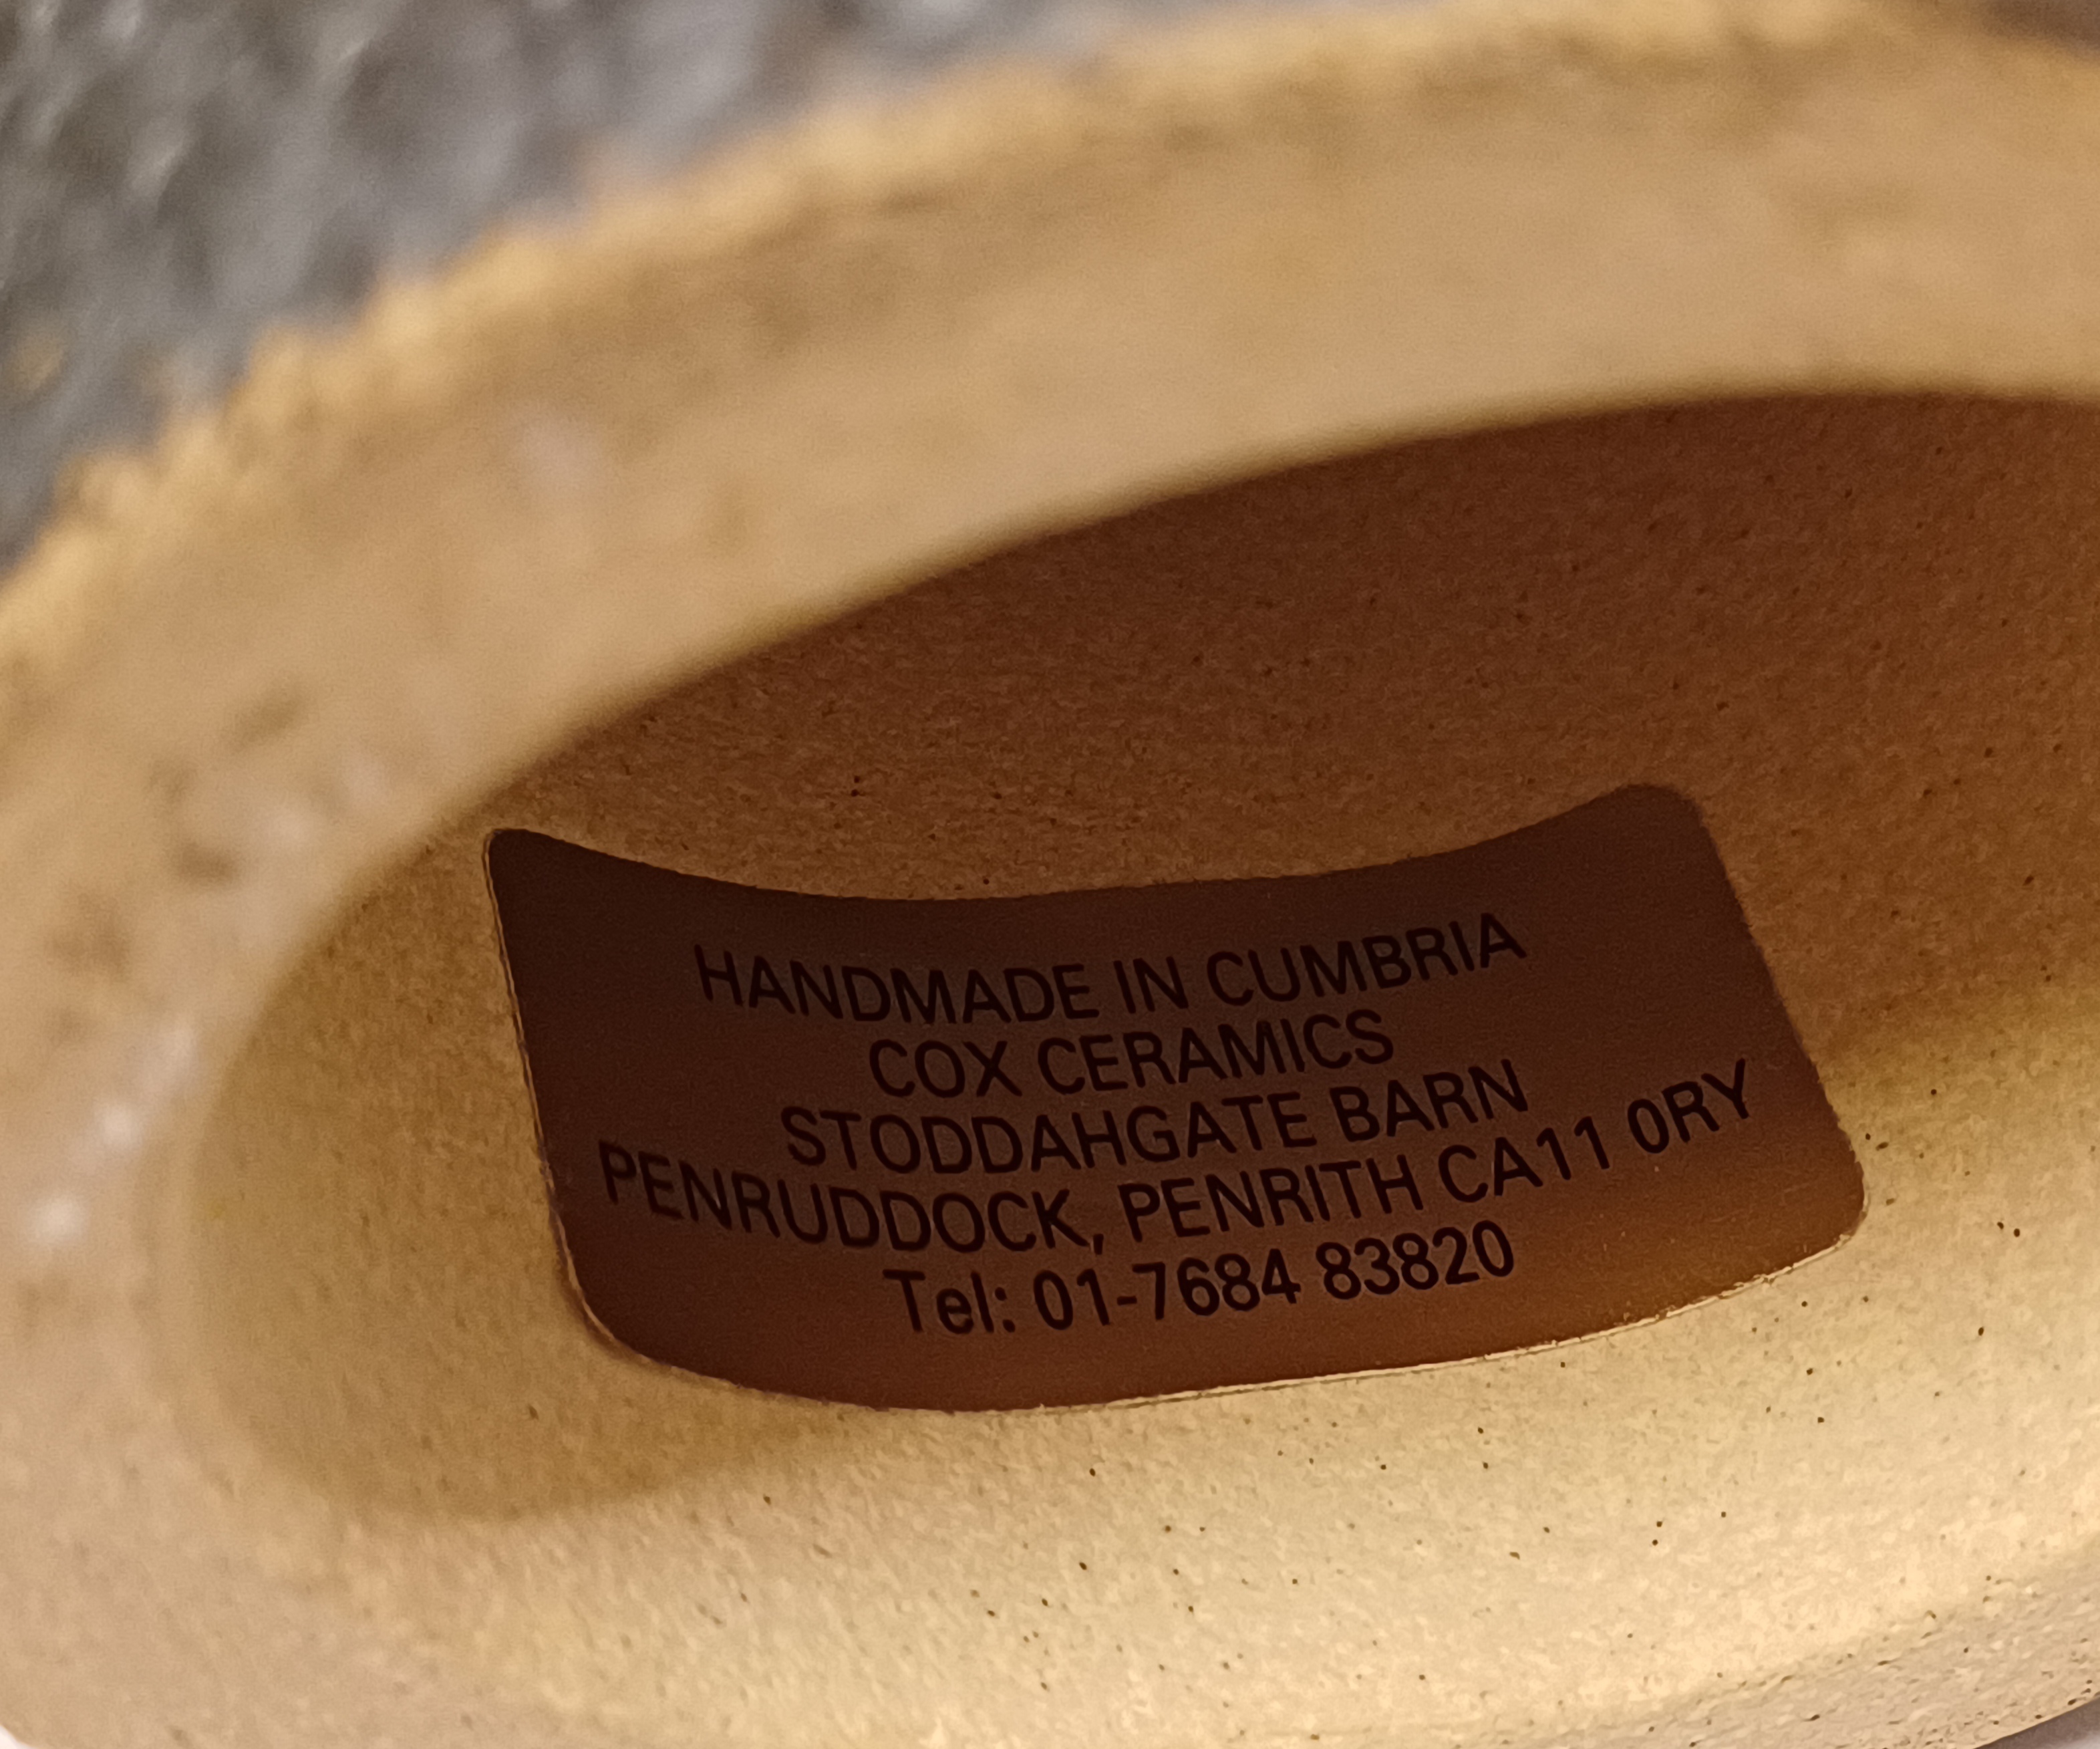 HANDMADE IN CUMBRIA
COX CERAMICS
STODDAHGATE BARN
PENRUDDOCK, PENRITH CA11 0RY
Tel: 01-7684 83820